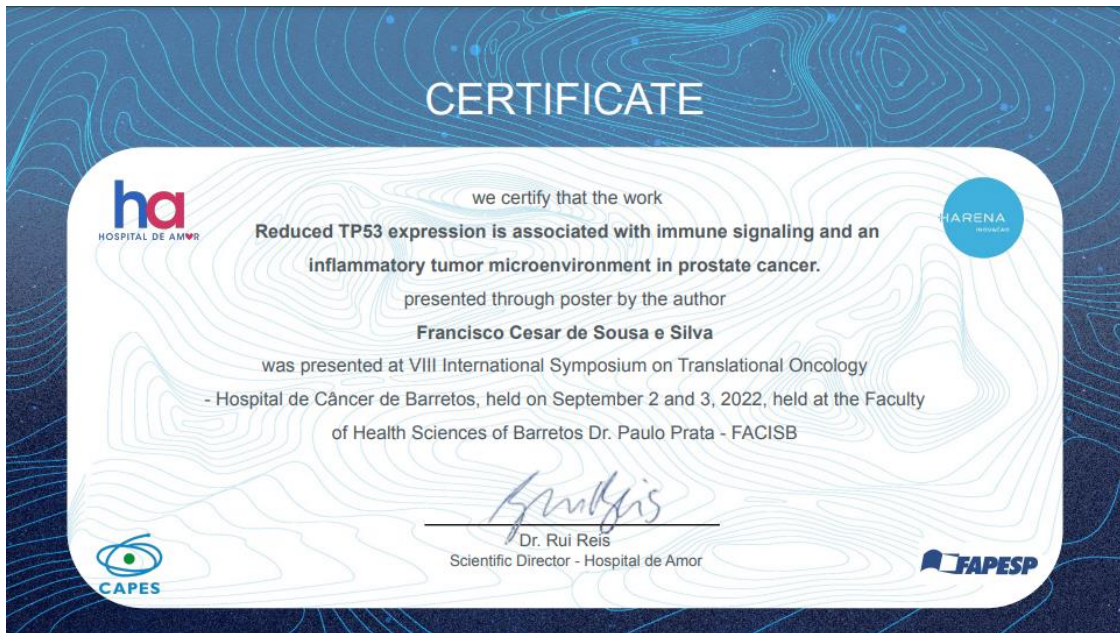 CERTIFICATE
ha
HOSPITAL DE AM♥R
HARENA
inovação
we certify that the work
Reduced TP53 expression is associated with immune signaling and an
inflammatory tumor microenvironment in prostate cancer.
presented through poster by the author
Francisco Cesar de Sousa e Silva
was presented at VIII International Symposium on Translational Oncology
- Hospital de Câncer de Barretos, held on September 2 and 3, 2022, held at the Faculty
of Health Sciences of Barretos Dr. Paulo Prata - FACISB
Dr. Rui Reis
Scientific Director - Hospital de Amor
CAPES
FAPESP